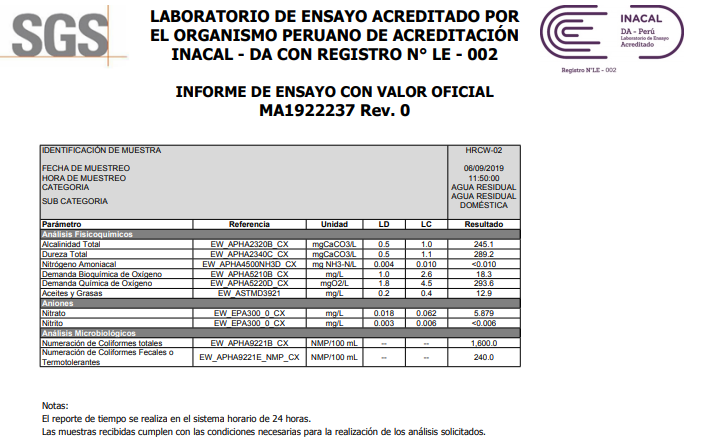 SGS
LABORATORIO DE ENSAYO ACREDITADO POR
EL ORGANISMO PERUANO DE ACREDITACIÓN
INACAL - DA CON REGISTRO N° LE - 002
INACAL
DA - Perú
Laboratorio de Ensayo
Acreditado
Registro N°LE - 002
INFORME DE ENSAYO CON VALOR OFICIAL
MA1922237 Rev. 0
IDENTIFICACIÓN DE MUESTRA HRCW-02
FECHA DE MUESTREO 06/09/2019
HORA DE MUESTREO 11:50:00
CATEGORIA AGUA RESIDUAL
SUB CATEGORIA AGUA RESIDUAL
DOMÉSTICA
Parámetro Referencia Unidad LD LC Resultado
Análisis Fisicoquímicos
Alcalinidad Total EW_APHA2320B_CX mgCaCO3/L 0.5 1.0 245.1
Dureza Total EW_APHA2340C_CX mgCaCO3/L 0.5 1.1 289.2
Nitrógeno Amoniacal EW_APHA4500NH3D_CX mg NH3-N/L 0.004 0.010 <0.010
Demanda Bioquímica de Oxígeno EW_APHA5210B_CX mg/L 1.0 2.6 18.3
Demanda Química de Oxígeno EW_APHA5220D_CX mgO2/L 1.8 4.5 293.6
Aceites y Grasas EW_ASTMD3921 mg/L 0.2 0.4 12.9
Aniones
Nitrato EW_EPA300_0_CX mg/L 0.018 0.062 5.879
Nitrito EW_EPA300_0_CX mg/L 0.003 0.006 <0.006
Análisis Microbiológicos
Numeración de Coliformes totales EW_APHA9221B_CX NMP/100 mL -- -- 1,600.0
Numeración de Coliformes Fecales o
Termotolerantes EW_APHA9221E_NMP_CX NMP/100 mL -- -- 240.0
Notas:
El reporte de tiempo se realiza en el sistema horario de 24 horas.
Las muestras recibidas cumplen con las condiciones necesarias para la realización de los análisis solicitados.